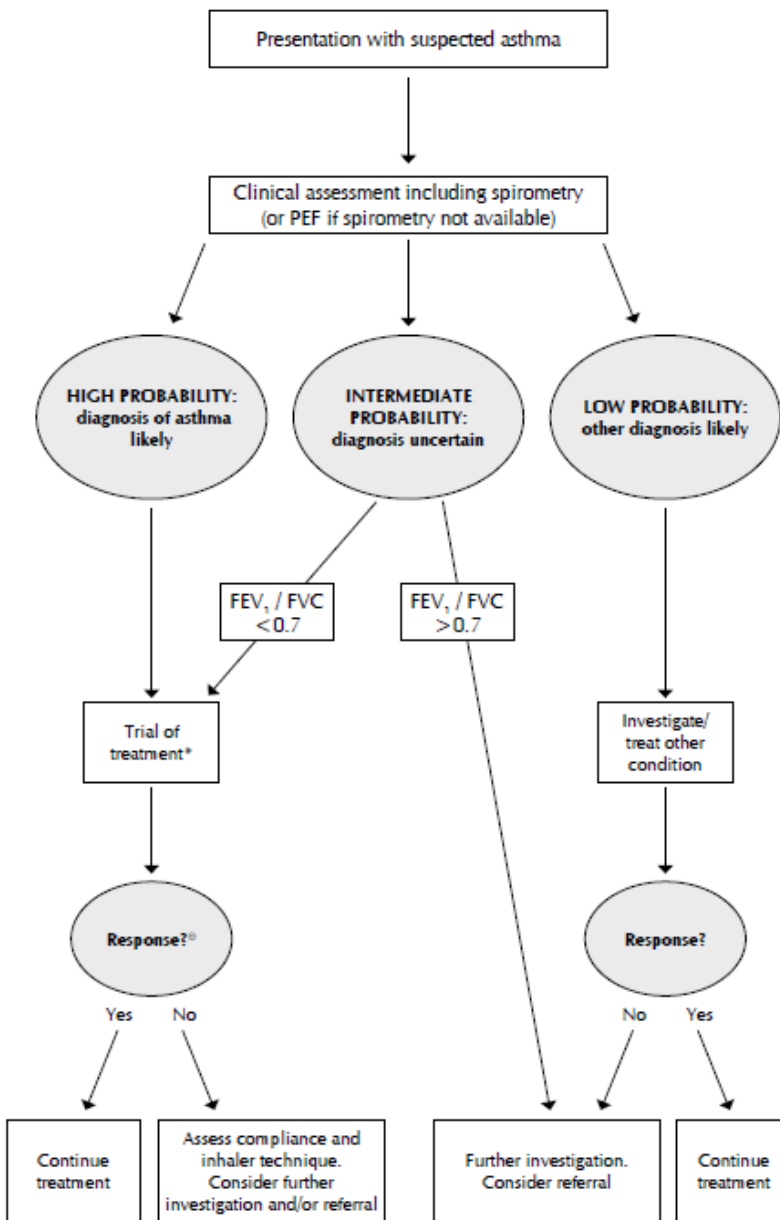 Presentation with suspected asthma
Clinical assessment including spirometry
(or PEF if spirometry not available)
HIGH PROBABILITY:
diagnosis of asthma
likely
INTERMEDIATE
PROBABILITY:
diagnosis uncertain
LOW PROBABILITY:
other diagnosis likely
FEV₁ / FVC
<0.7
FEV₁ / FVC
>0.7
Trial of
treatment*
Investigate/
treat other
condition
Response?
Response?
Yes No
No Yes
Continue
treatment
Assess compliance and
inhaler technique.
Consider further
investigation and/or referral
Further investigation.
Consider referral
Continue
treatment